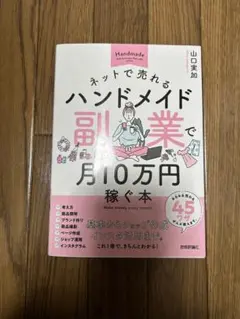 Handmade
山口実加
ネットで売れる
ハンドメイド
副業で
月10万円
稼ぐ本
45
考え方
商品開発
ブランド作り
商品撮影
ページ作成
ショップ運営
インスタグラム
これ1冊で、きちんとわかる!
技術評論社